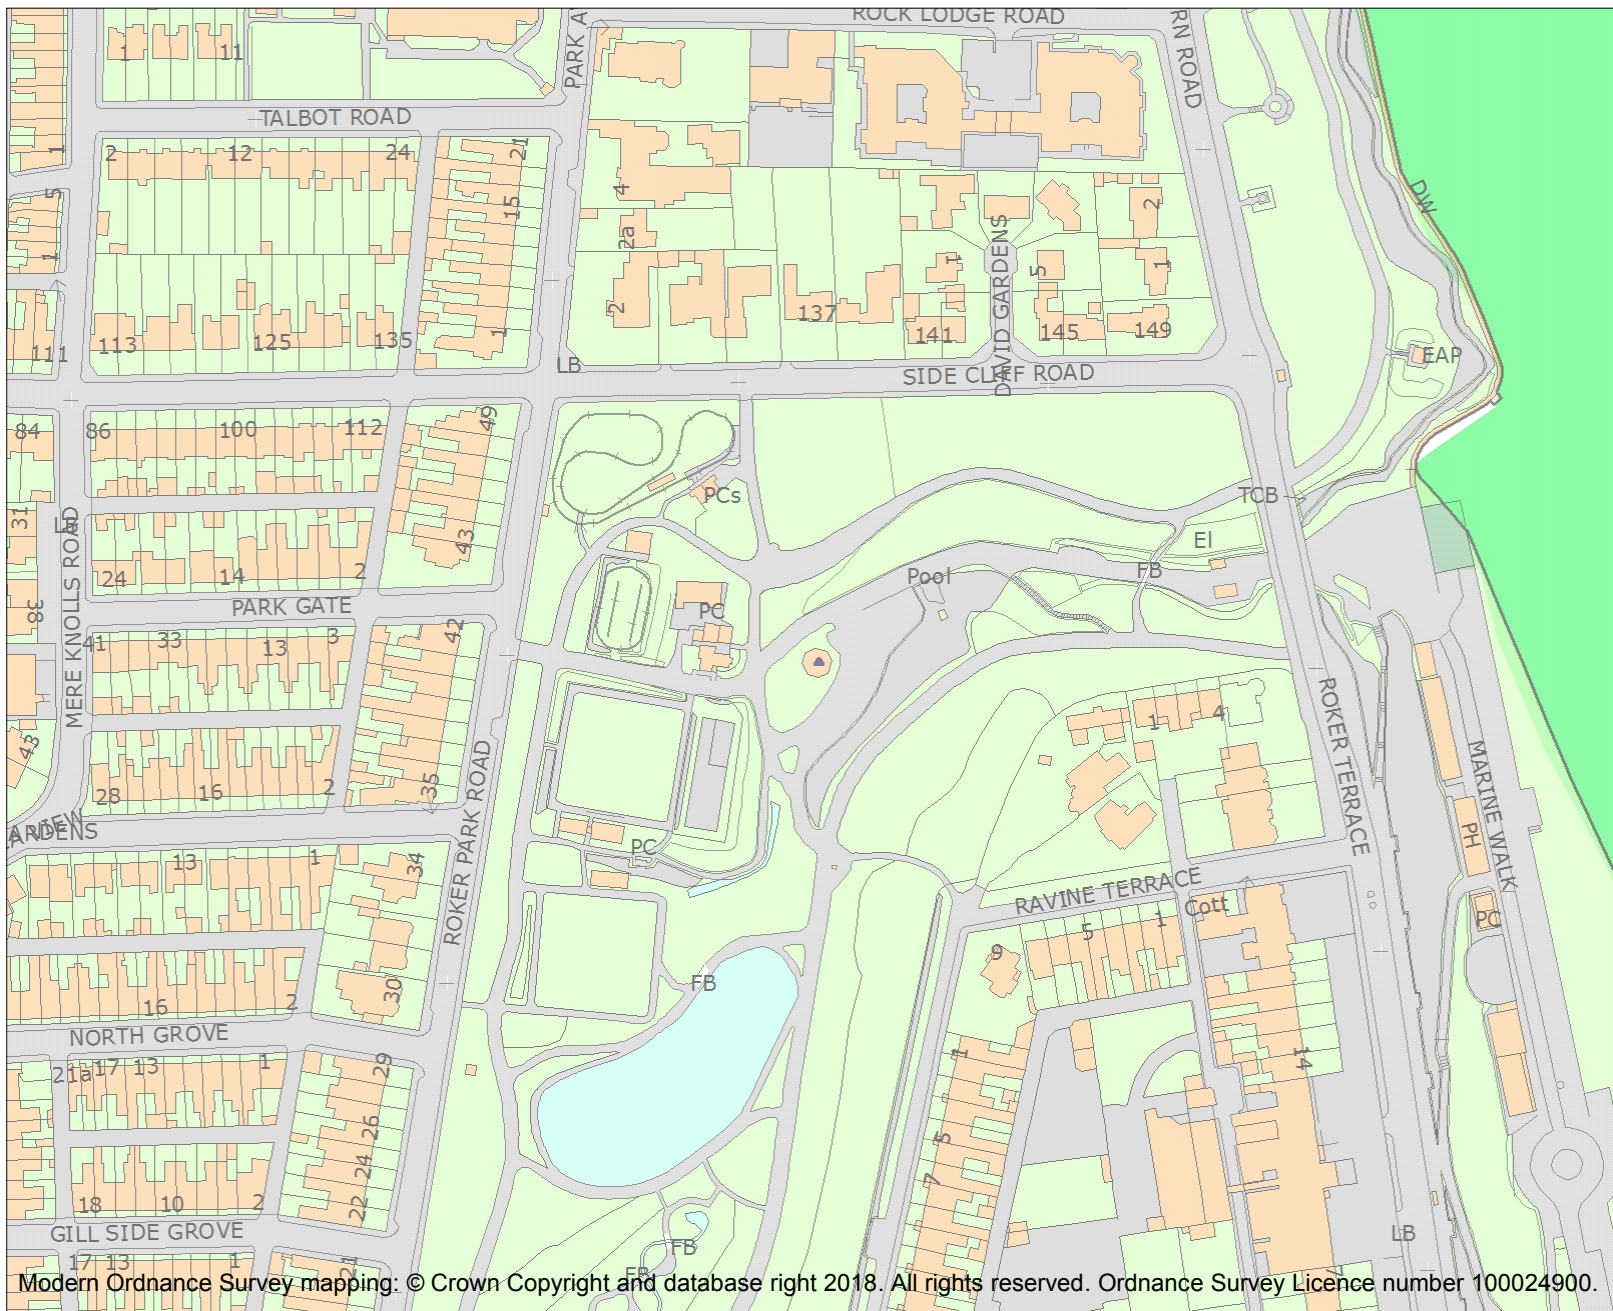 ROCK LODGE ROAD
PARK A
RN ROAD
1 11
TALBOT ROAD
1
2 12 24 21
5
4
15
2
DW
2a
DAVID GARDENS
1
1 5 1
2
137
1
111 113 125 135
141 145 149
LB
EAP
SIDE CLIFF ROAD
84 86 100 112 49
PCs
TCB
31
LB
MERE KNOLLS ROAD
43
El
FB
Pool
24 14 2
38
PARK GATE
PC
41 33 13 3 42
43
28 16 2 35
ROKER PARK ROAD
1 4
ROKER TERRACE
MARINE WALK
PH
A VIEW
ARDENS
PC
13 1 34
RAVINE TERRACE
Cott
PC
9 5 1
FB
16 2 30
NORTH GROVE
21a 17 13 1 29
1
14
26
5
24
7
18 10 2 22
GILL SIDE GROVE
LB
FB
17 13 1 21
FB
Modern Ordnance Survey mapping: © Crown Copyright and database right 2018. All rights reserved. Ordnance Survey Licence number 100024900.